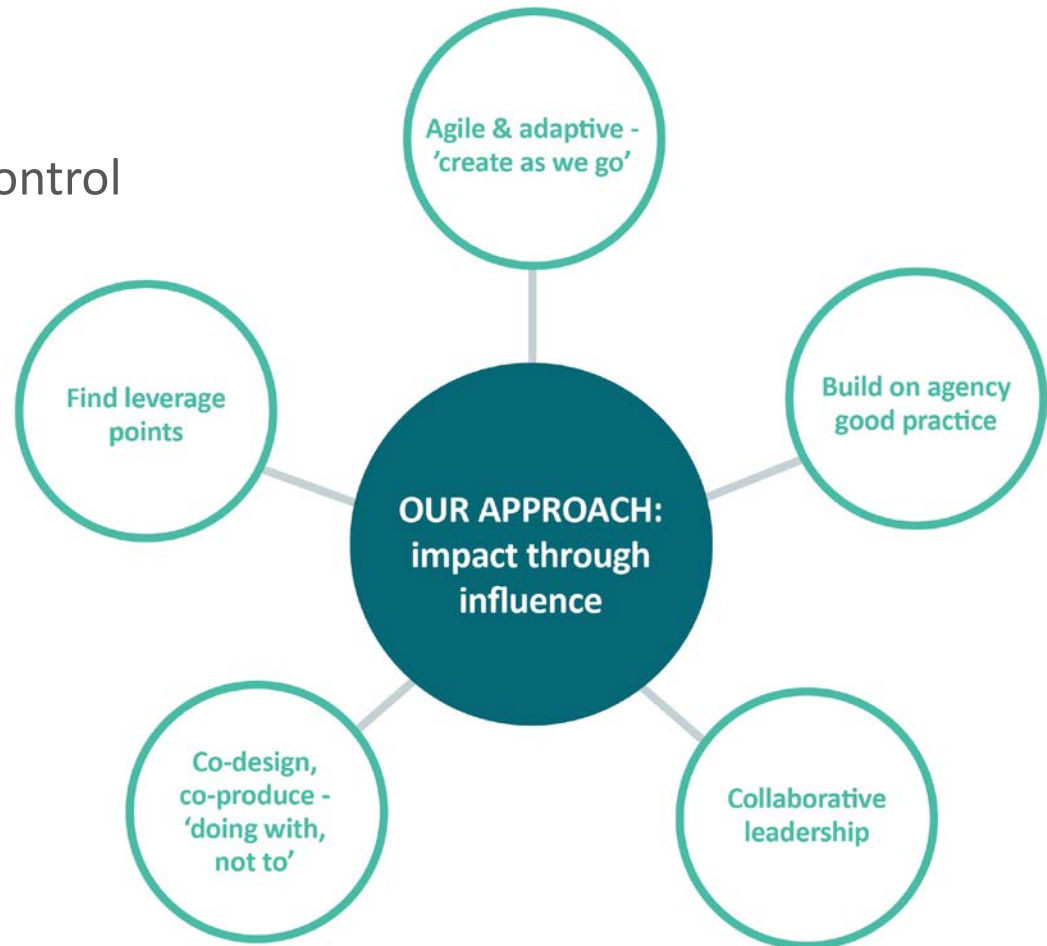 Agile & adaptive -
’create as we go’
ontrol
Find leverage
points
Build on agency
good practice
OUR APPROACH:
impact through
influence
Co-design,
co-produce -
‘doing with,
not to’
Collaborative
leadership